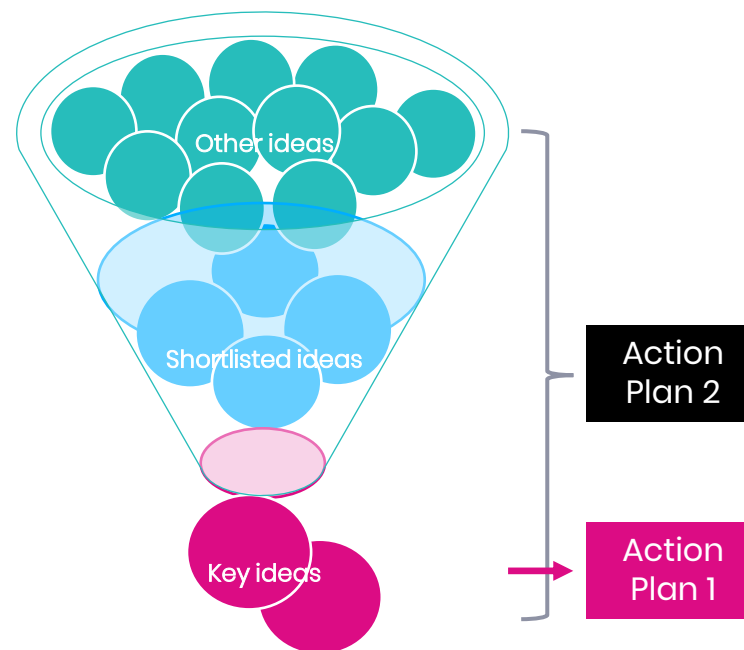 Other ideas
Shortlisted ideas
Action
Plan 2
Key ideas
Action
Plan 1